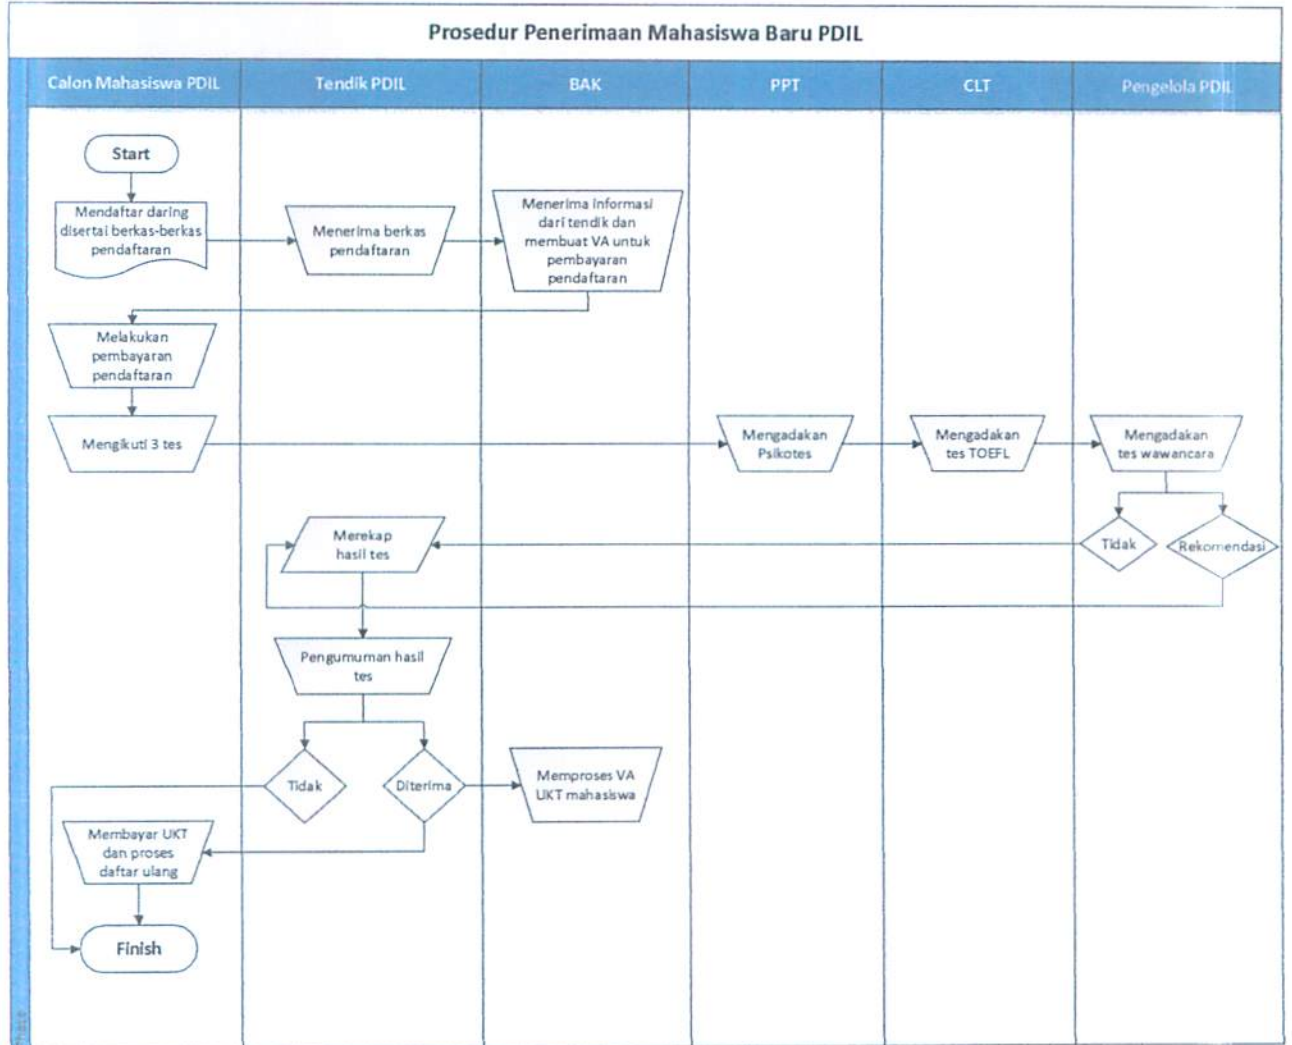 Prosedur Penerimaan Mahasiswa Baru PDIL
Calon Mahasiswa PDIL
Tendik PDIL
BAK
PPT
CLT
Pengelola PDIL
Start
Mendaftar daring
disertai berkas-berkas
pendaftaran
Menerima berkas
pendaftaran
Menerima informasi
dari tendik dan
membuat VA untuk
pembayaran
pendaftaran
Melakukan
pembayaran
pendaftaran
Mengikuti 3 tes
Mengadakan
Psikotes
Mengadakan
tes TOEFL
Mengadakan
tes wawancara
Merekap
hasil tes
Tidak
Rekomendasi
Pengumuman hasil
tes
Tidak
Diterima
Memproses VA
UKT mahasiswa
Membayar UKT
dan proses
daftar ulang
Finish